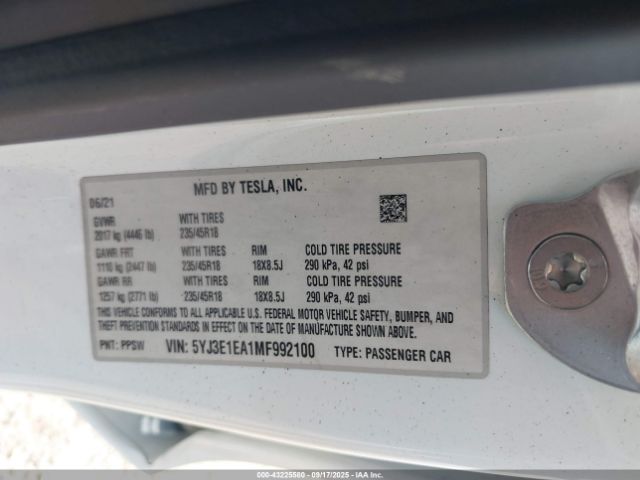 MFD BY TESLA, INC.
06/21
GVWR WITH TIRES
2017 kg (4446 lb) 235/45R18
GAWR FRT WITH TIRES RIM COLD TIRE PRESSURE
1110 kg (2447 lb) 235/45R18 18X8.5J 290 kPa, 42 psi
GAWR RR WITH TIRES RIM COLD TIRE PRESSURE
1257 kg (2771 lb) 235/45R18 18X8.5J 290 kPa, 42 psi
THIS VEHICLE CONFORMS TO ALL APPLICABLE U.S. FEDERAL MOTOR VEHICLE SAFETY, BUMPER, AND
THEFT PREVENTION STANDARDS IN EFFECT ON THE DATE OF MANUFACTURE SHOWN ABOVE.
PNT: PPSW VIN: 5YJ3E1EA1MF992100 TYPE: PASSENGER CAR
000-43225580 - 09/17/2025 - IAA Inc.